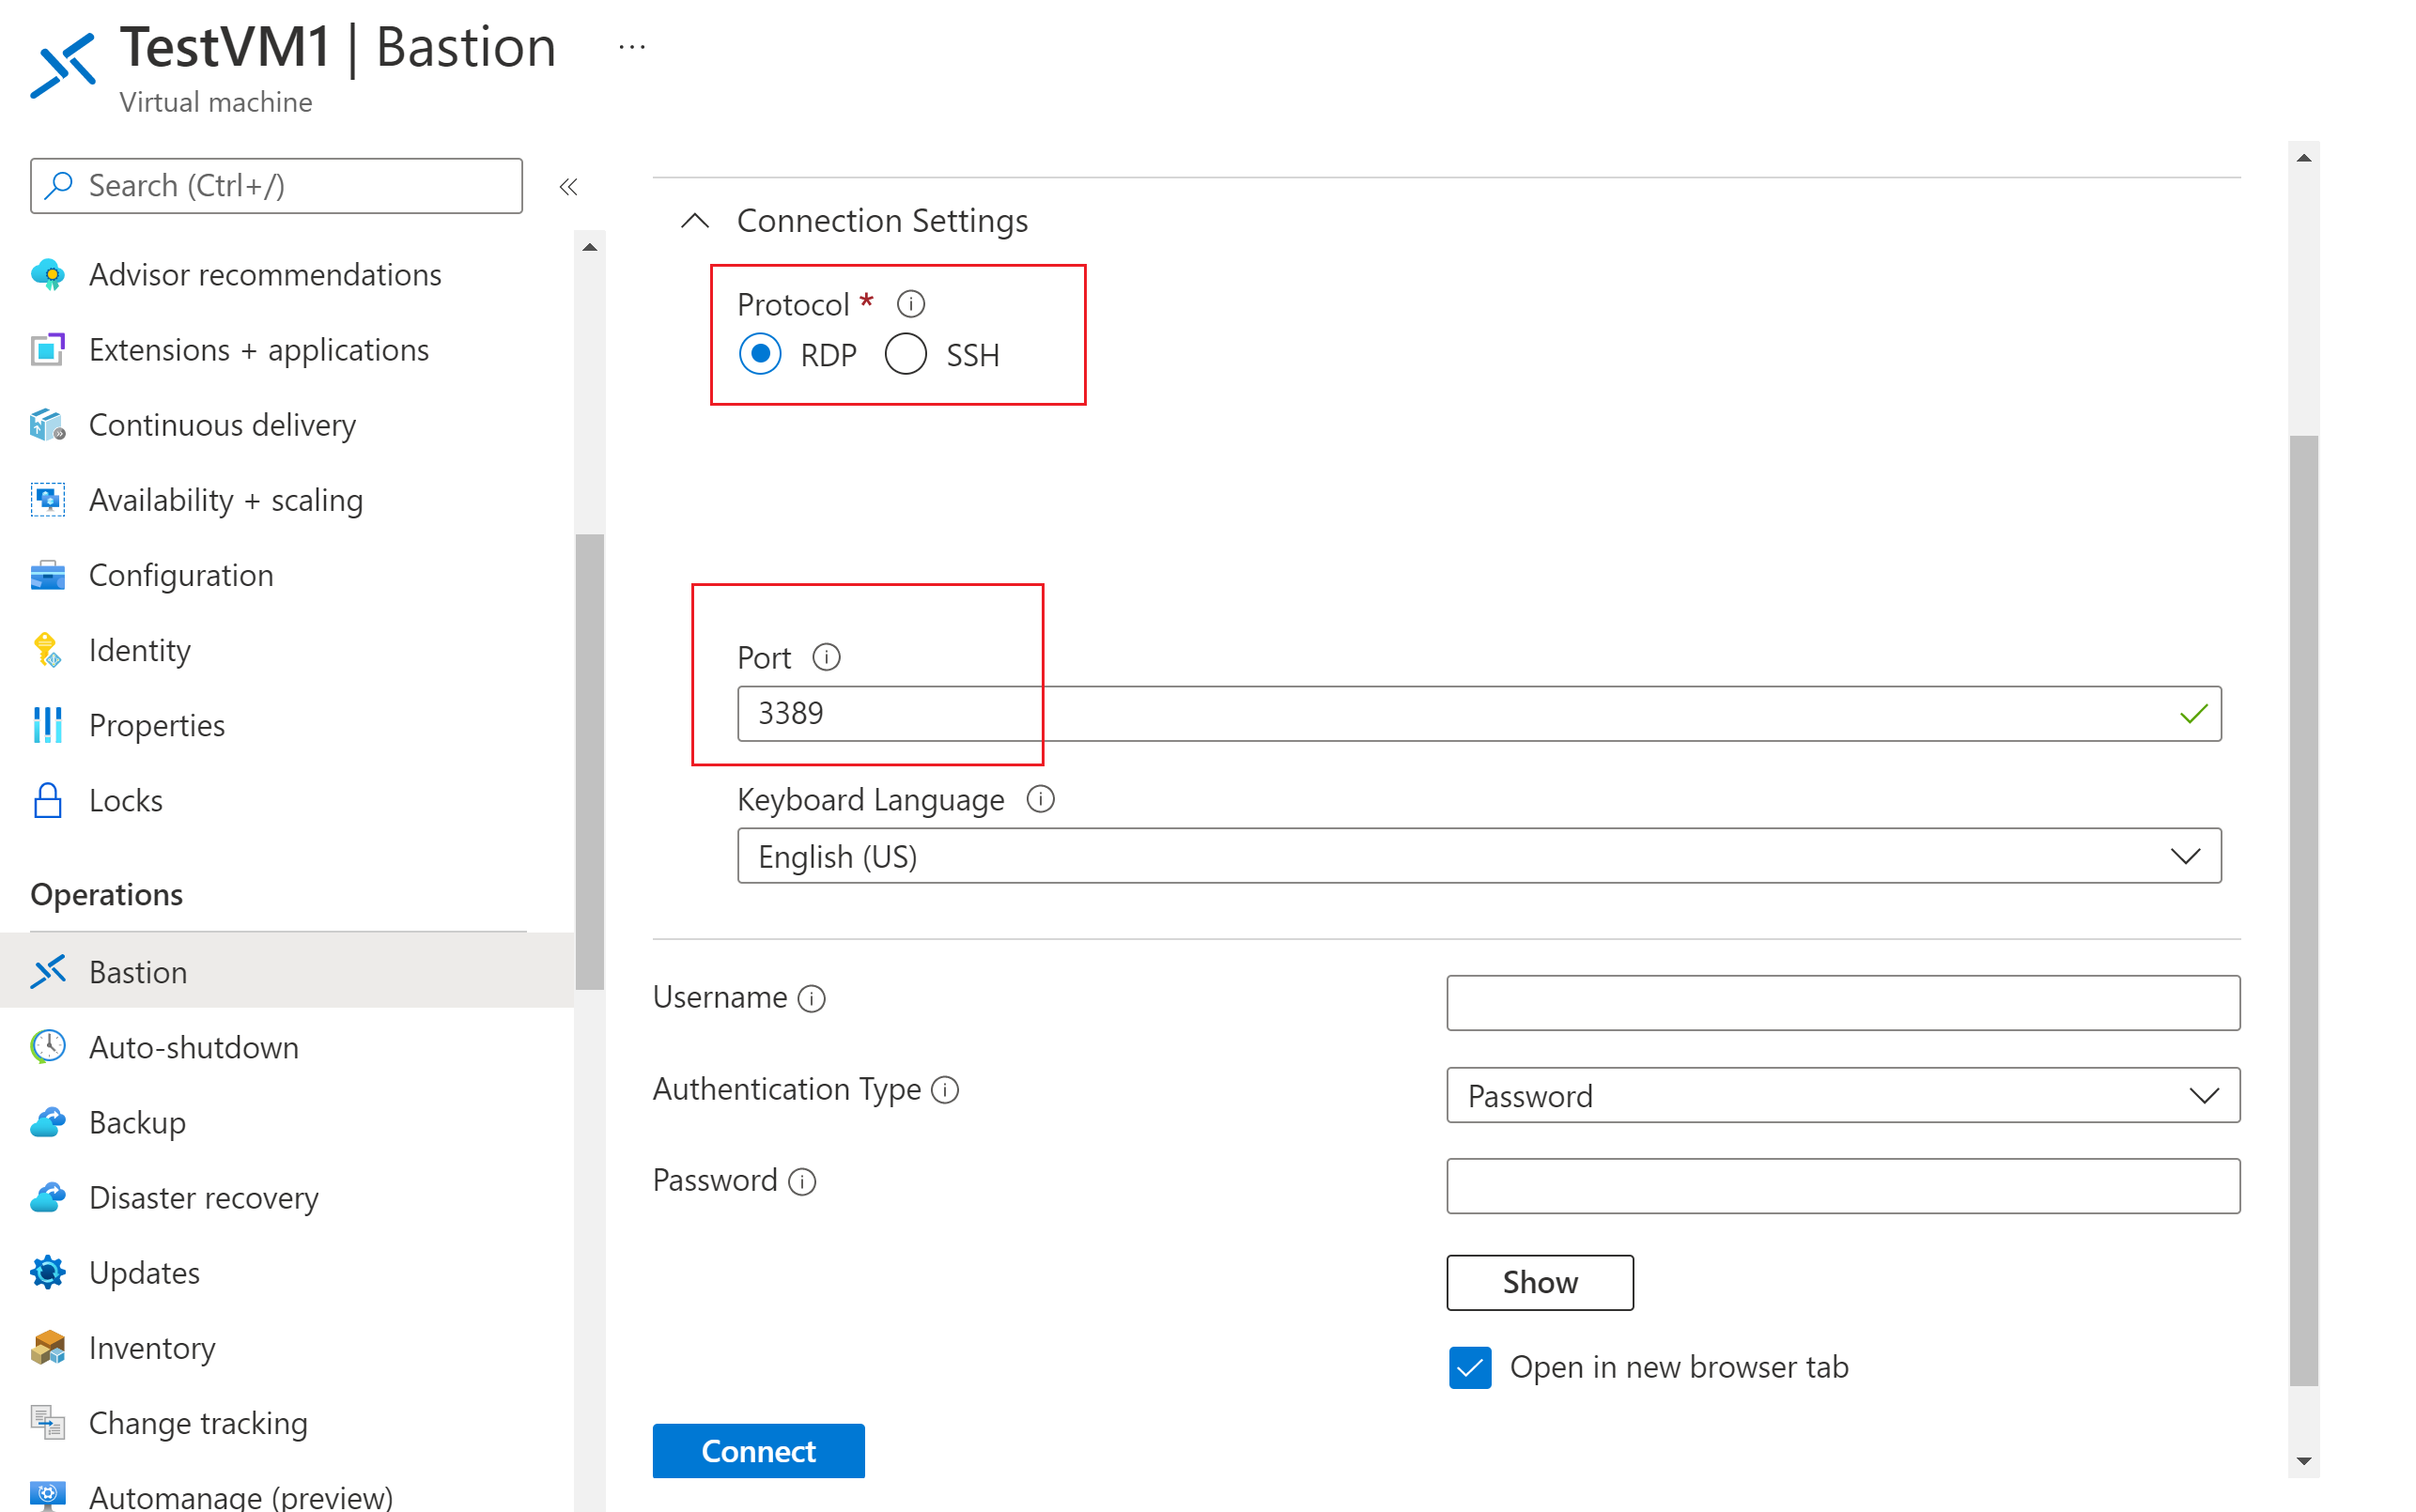 TestVM1 | Bastion ...
Virtual machine
Search (Ctrl+/)
Advisor recommendations
Extensions + applications
Continuous delivery
Availability + scaling
Configuration
Identity
Properties
Locks
Operations
Bastion
Auto-shutdown
Backup
Disaster recovery
Updates
Inventory
Change tracking
Automanage (preview)
Connection Settings
Protocol *
RDP SSH
Port
3389
Keyboard Language
English (US)
Username
Authentication Type
Password
Password
Show
Open in new browser tab
Connect